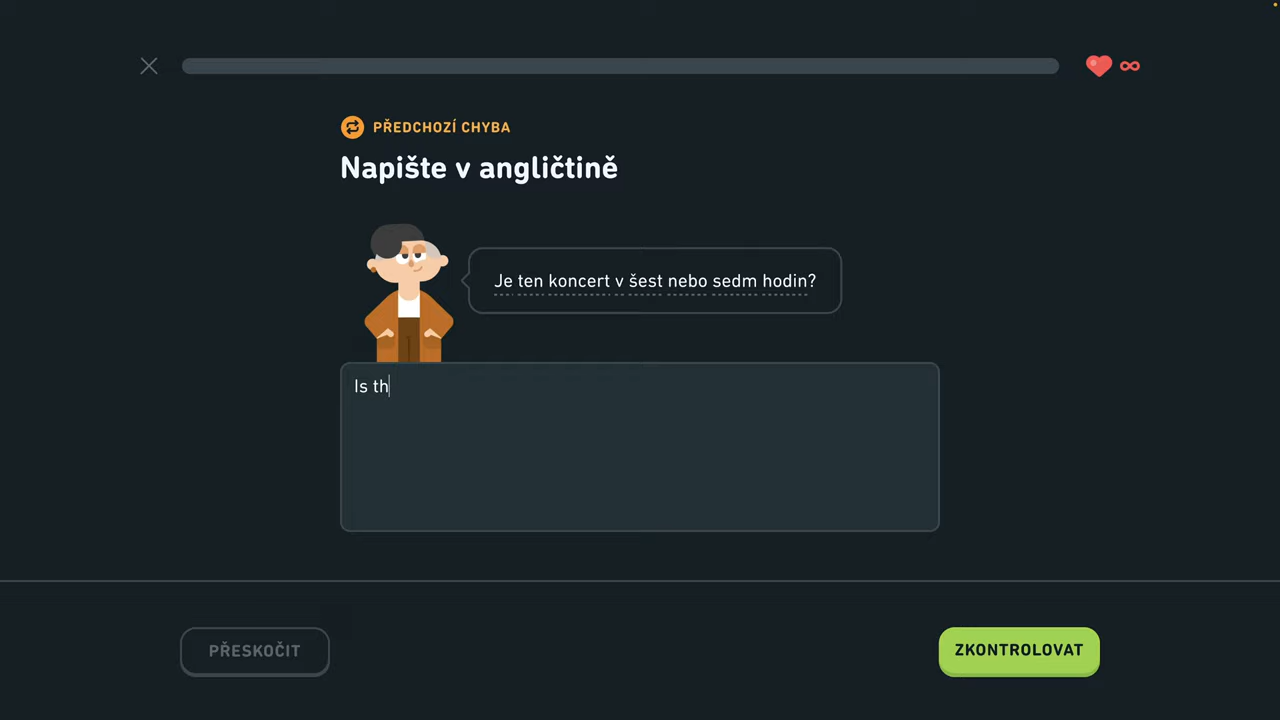 ∞
PŘEDCHOZÍ CHYBA
Napište v angličtině
Je ten koncert v šest nebo sedm hodin?
Is th
PŘESKOČIT
ZKONTROLOVAT